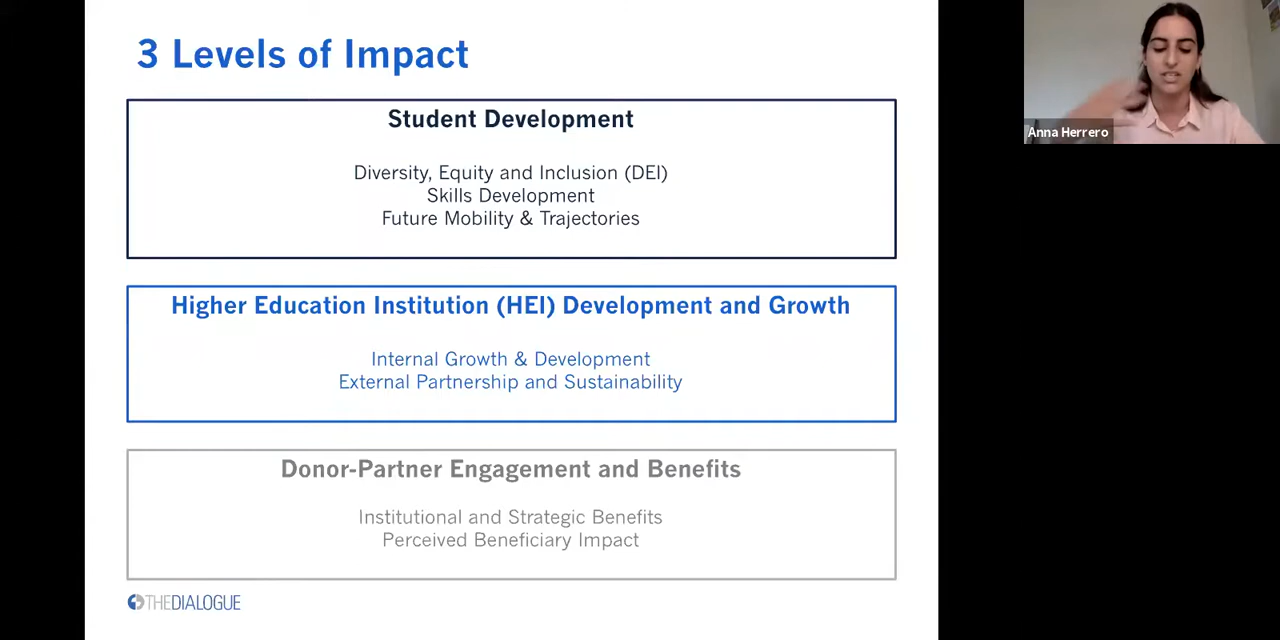 3 Levels of Impact
Student Development
Diversity, Equity and Inclusion (DEI)
Skills Development
Future Mobility & Trajectories
Higher Education Institution (HEI) Development and Growth
Internal Growth & Development
External Partnership and Sustainability
Donor-Partner Engagement and Benefits
Institutional and Strategic Benefits
Perceived Beneficiary Impact
THEDIALOGUE
Anna Herrero